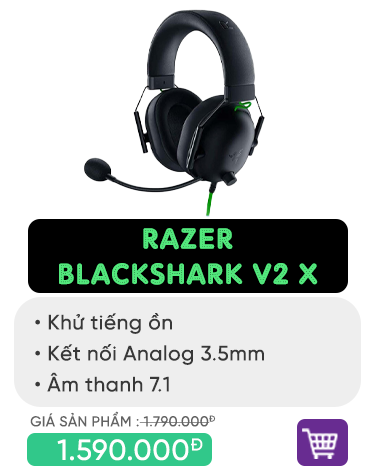 RAZER
BLACKSHARK V2 X
• Khử tiếng ồn
• Kết nối Analog 3.5mm
• Âm thanh 7.1
GIÁ SẢN PHẨM : 1.790.000Đ
1.590.000Đ